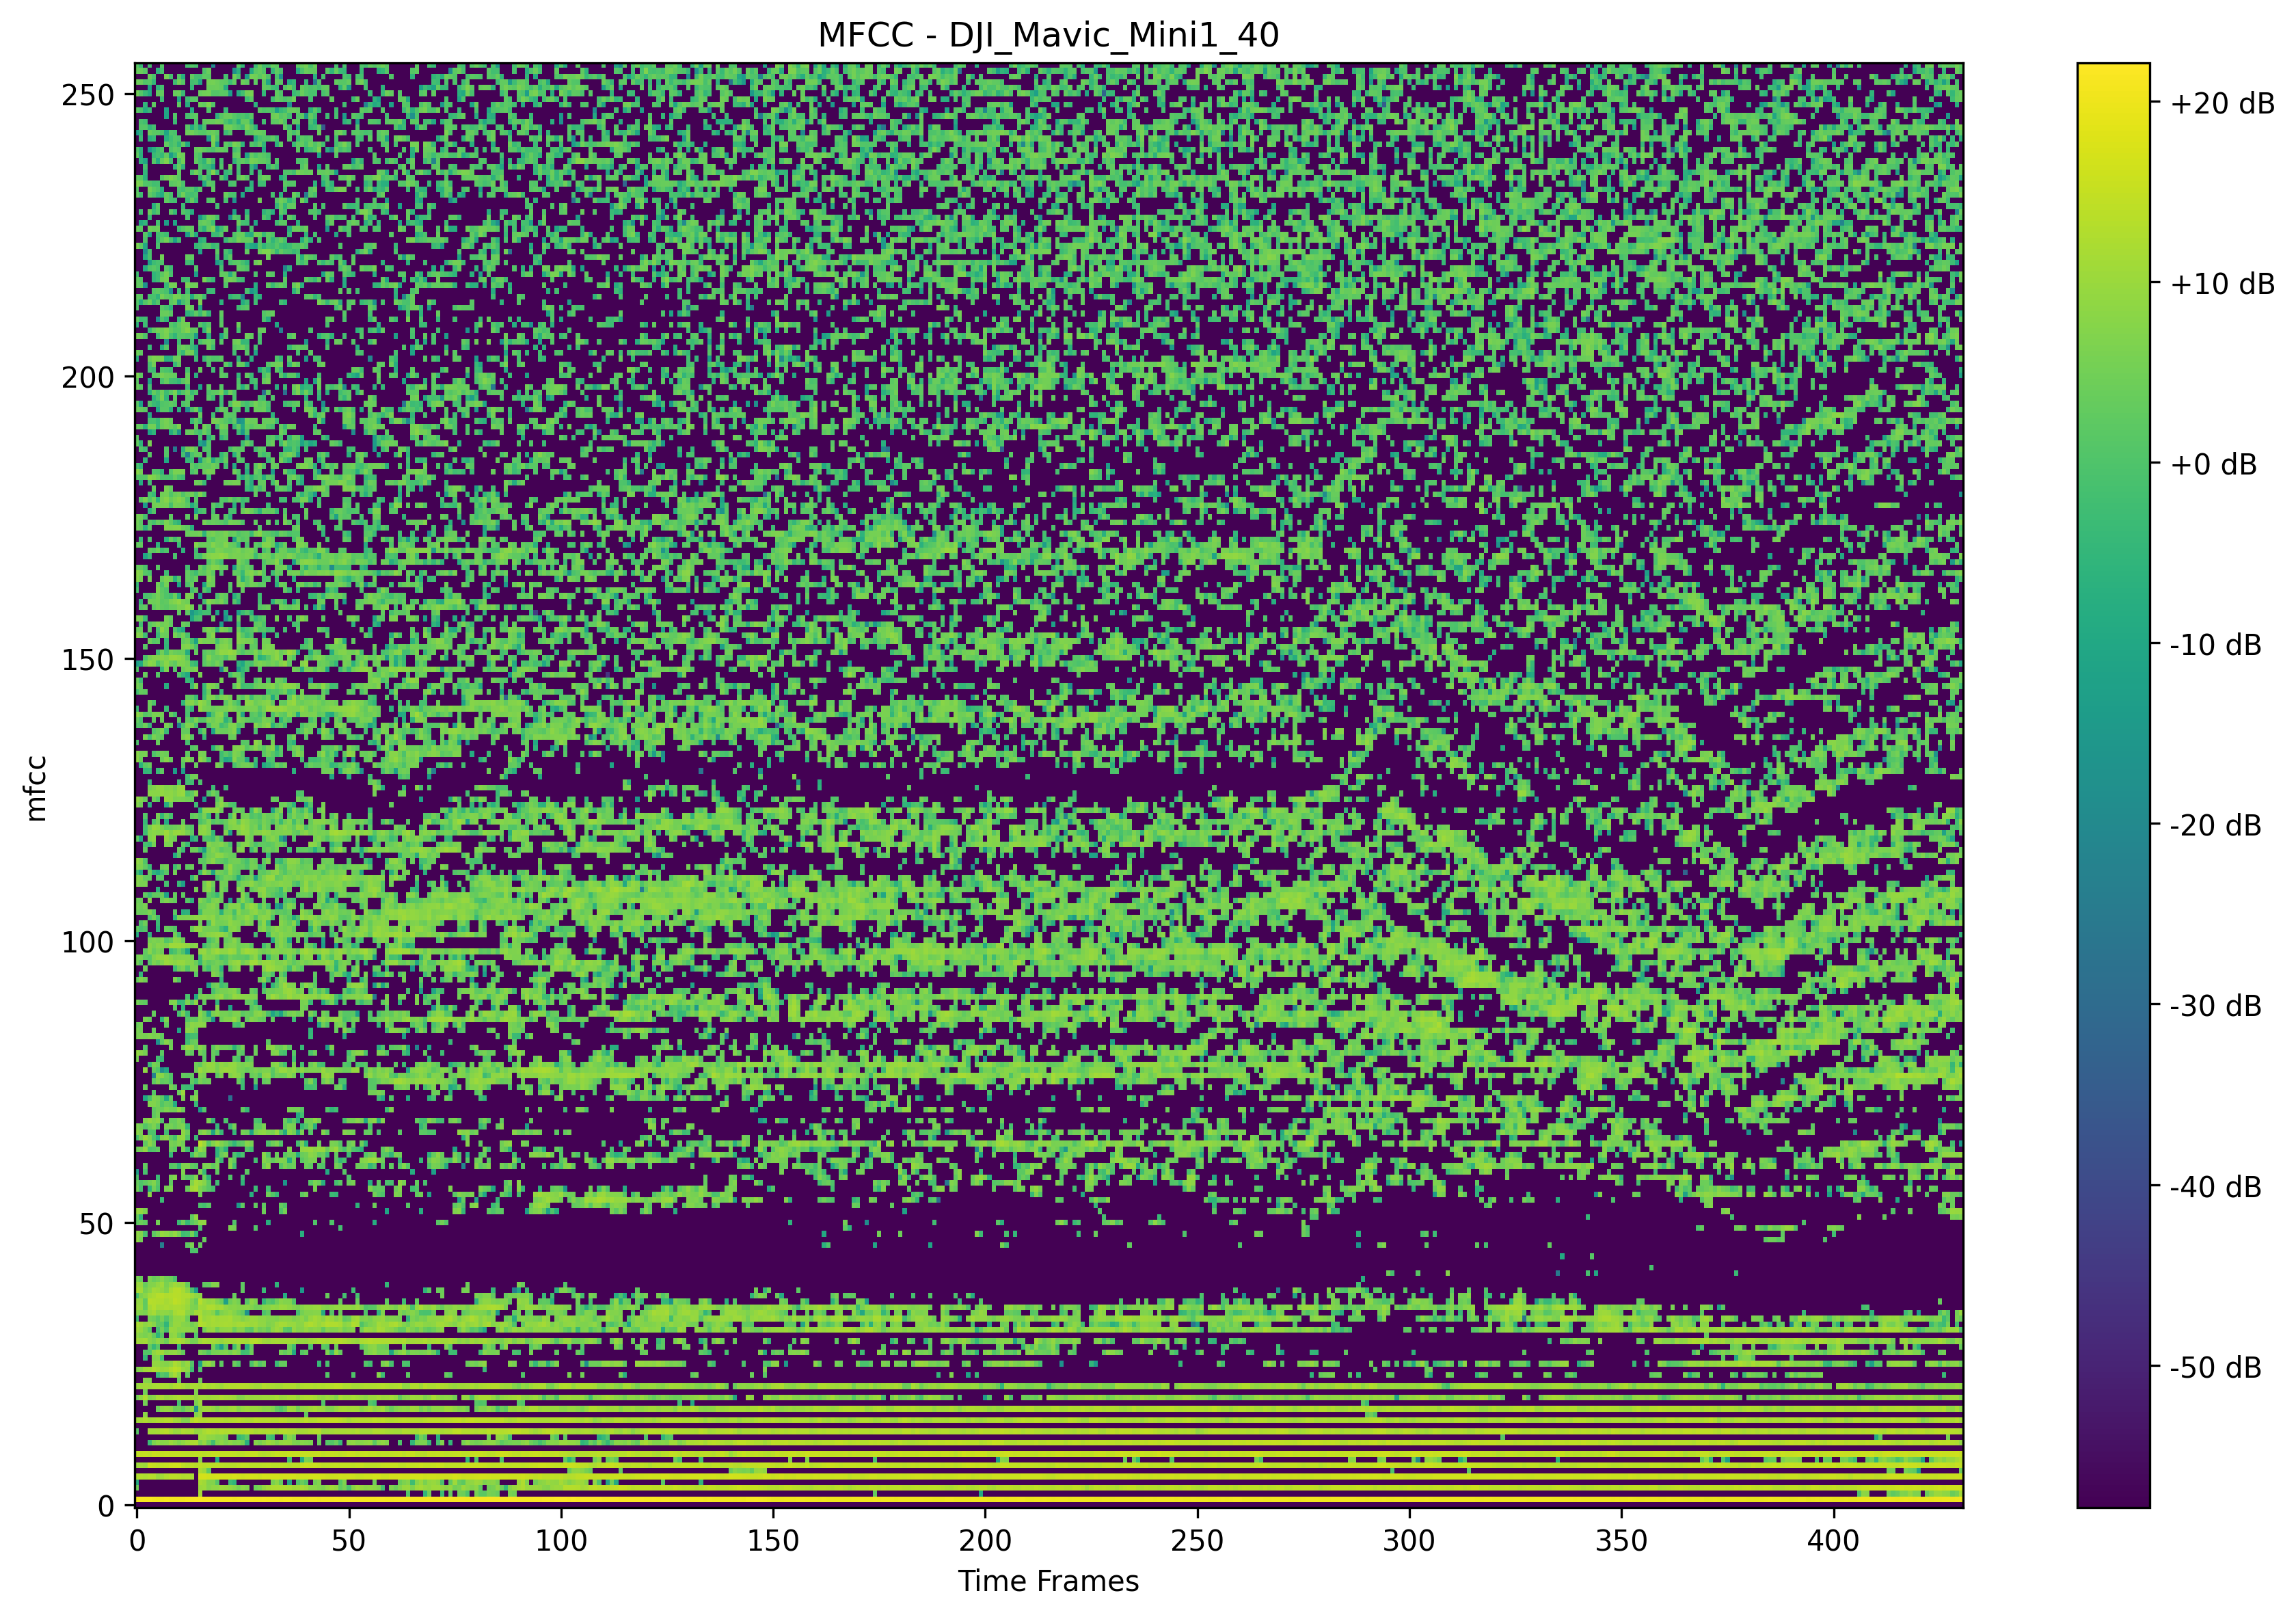 MFCC - DJI_Mavic_Mini1_40
250
200
150
100
50
0
mfcc
0 50 100 150 200 250 300 350 400
Time Frames
+20 dB
+10 dB
+0 dB
-10 dB
-20 dB
-30 dB
-40 dB
-50 dB